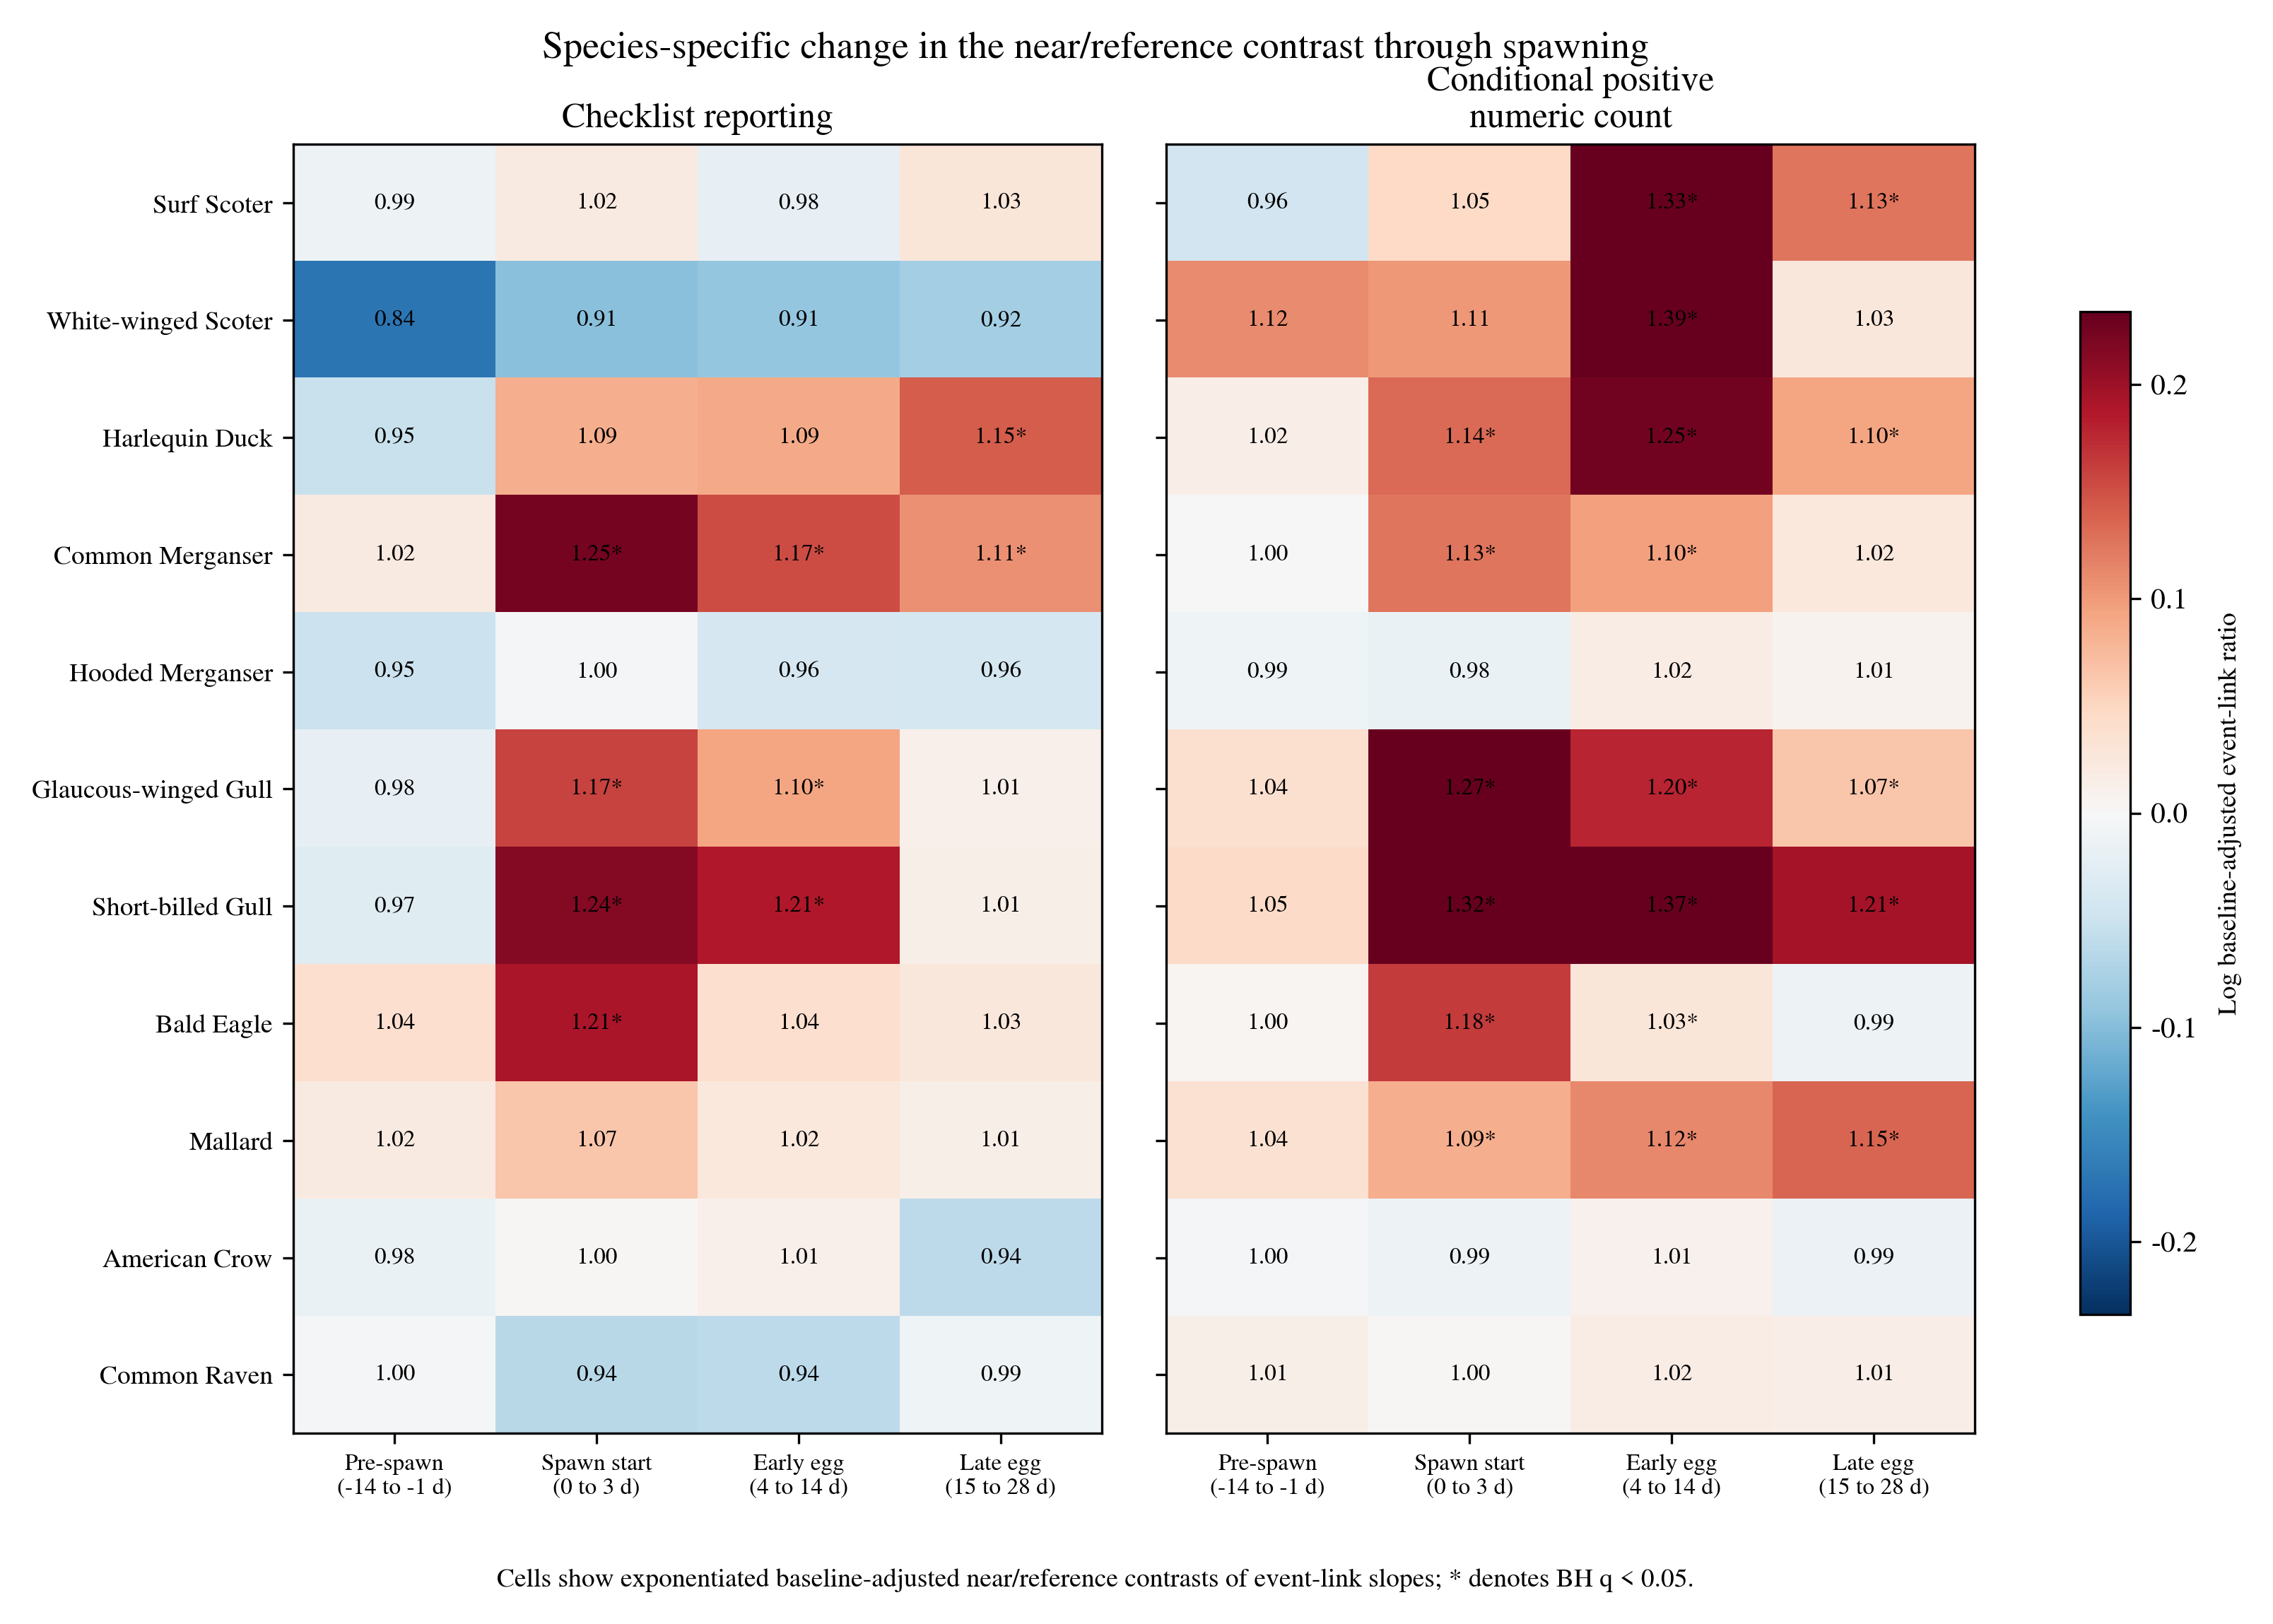 Species-specific change in the near/reference contrast through spawning
Checklist reporting
Conditional positive
numeric count
Surf Scoter 0.99 1.02 0.98 1.03 0.96 1.05 1.33* 1.13*
White-winged Scoter 0.84 0.91 0.91 0.92 1.12 1.11 1.39* 1.03
Harlequin Duck 0.95 1.09 1.09 1.15* 1.02 1.14* 1.25* 1.10*
Common Merganser 1.02 1.25* 1.17* 1.11* 1.00 1.13* 1.10* 1.02
Hooded Merganser 0.95 1.00 0.96 0.96 0.99 0.98 1.02 1.01
Glaucous-winged Gull 0.98 1.17* 1.10* 1.01 1.04 1.27* 1.20* 1.07*
Short-billed Gull 0.97 1.24* 1.21* 1.01 1.05 1.32* 1.37* 1.21*
Bald Eagle 1.04 1.21* 1.04 1.03 1.00 1.18* 1.03* 0.99
Mallard 1.02 1.07 1.02 1.01 1.04 1.09* 1.12* 1.15*
American Crow 0.98 1.00 1.01 0.94 1.00 0.99 1.01 0.99
Common Raven 1.00 0.94 0.94 0.99 1.01 1.00 1.02 1.01
Pre-spawn Spawn start Early egg Late egg Pre-spawn Spawn start Early egg Late egg
(-14 to -1 d) (0 to 3 d) (4 to 14 d) (15 to 28 d) (-14 to -1 d) (0 to 3 d) (4 to 14 d) (15 to 28 d)
0.2
0.1
0.0
-0.1
-0.2
Log baseline-adjusted event-link ratio
Cells show exponentiated baseline-adjusted near/reference contrasts of event-link slopes; * denotes BH q < 0.05.